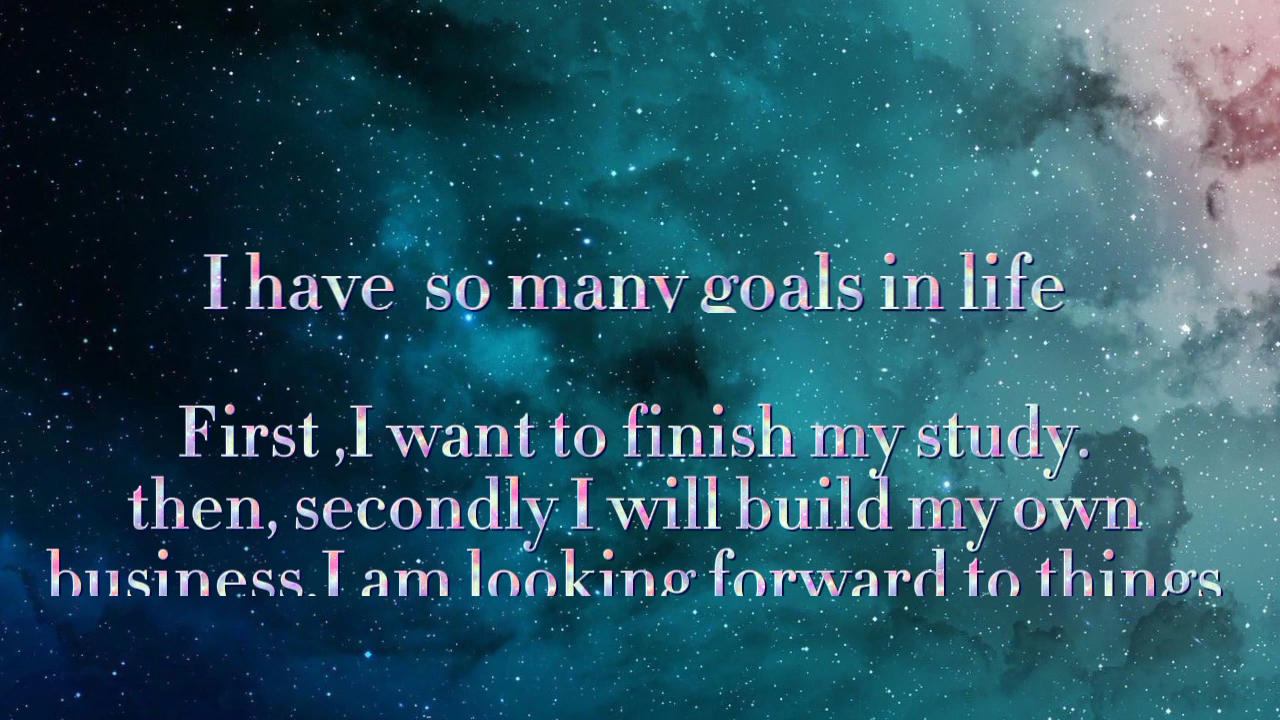 I have  so many goals in life
First ,I want to finish my study.
then, secondly I will build my own
business.I am looking forward to things